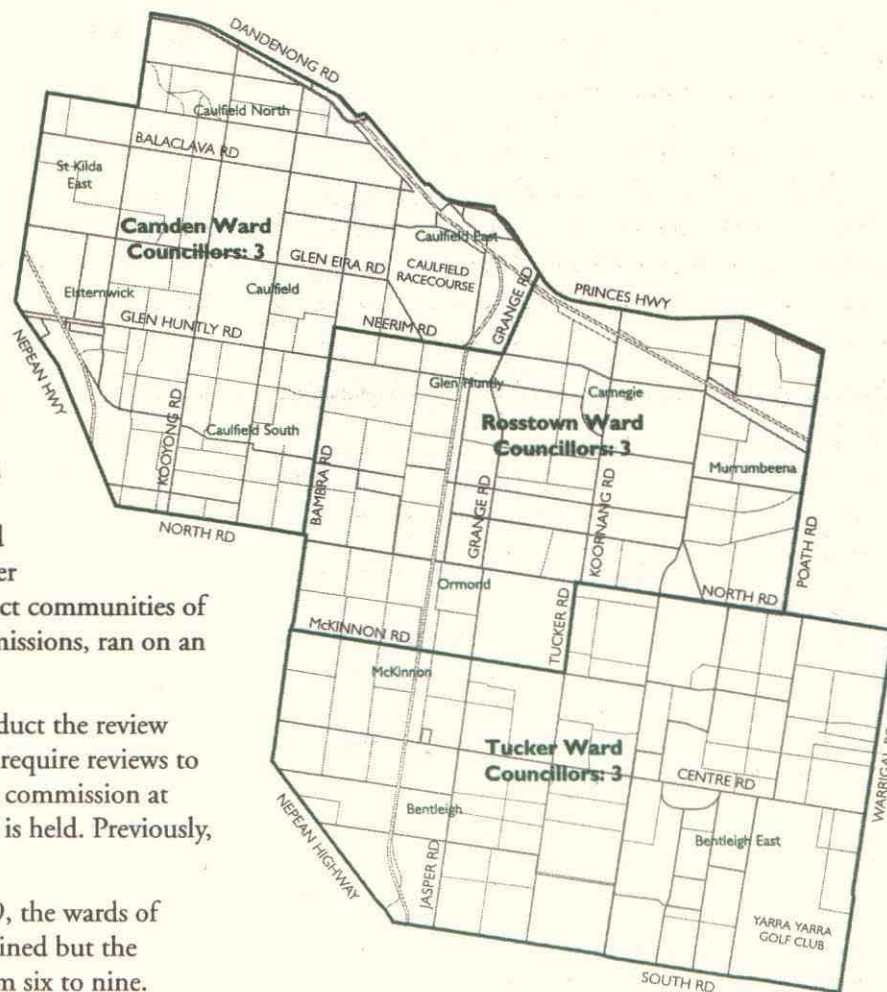 DANDENONG RD
Caulfield North
BALACLAVA RD
St Kilda
East
Camden Ward
Councillors: 3
Caulfield East
GLEN EIRA RD
CAULFIELD
RACECOURSE
GRANGE RD
PRINCES HWY
Elsternwick
Caulfield
GLEN HUNTLY RD
NEERIM RD
NEPEAN HWY
Glen Huntly
Carnegie
Rosstown Ward
Councillors: 3
KOOYONG RD
Caulfield South
BAMBRA RD
Murrumbeena
GRANGE RD
KOORNANG RD
POATH RD
NORTH RD
Ormond
NORTH RD
TUCKER RD
McKINNON RD
McKinnon
Tucker Ward
Councillors: 3
CENTRE RD
NEPEAN HIGHWAY
Bentleigh
Bentleigh East
JASPER RD
YARRA YARRA
GOLF CLUB
SOUTH RD
ct communities of
missions, ran on an
duct the review
require reviews to
commission at
is held. Previously,
, the wards of
ined but the
m six to nine.